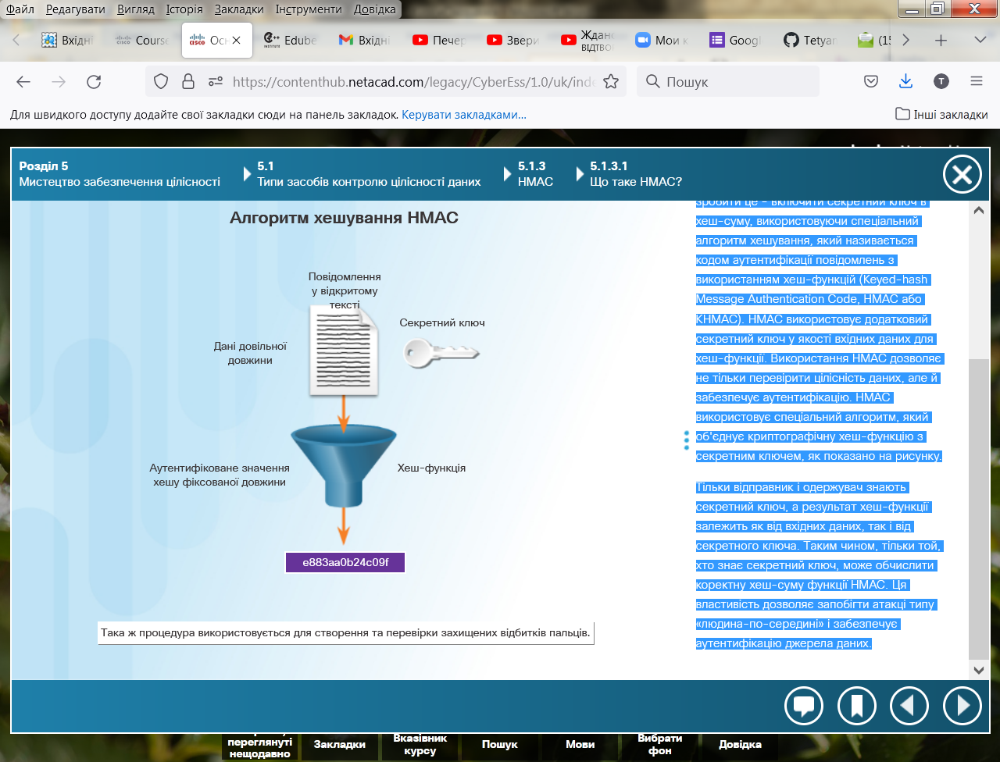 Файл Редагувати Вигляд Історія Закладки Інструменти Довідка
Вхідні Course Осн Edube Вхідні Печер Звери Ждано Мои к Google Tetyan (15
ВІДТВОР
https://contenthub.netacad.com/legacy/CyberEss/1.0/uk/inde Пошук
Для швидкого доступу додайте свої закладки сюди на панель закладок. Керувати закладками… Інші закладки
Розділ 5
Мистецтво забезпечення цілісності
5.1
Типи засобів контролю цілісності даних
5.1.3
HMAC
5.1.3.1
Що таке HMAC?
Алгоритм хешування HMAC
Повідомлення
у відкритому
тексті
Секретний ключ
Дані довільної
довжини
Аутентифіковане значення
хешу фіксованої довжини
Хеш-функція
e883aa0b24c09f
Така ж процедура використовується для створення та перевірки захищених відбитків пальців.
зробити це - включити секретний ключ в
хеш-суму, використовуючи спеціальний
алгоритм хешування, який називається
кодом аутентифікації повідомлень з
використанням хеш-функцій (Keyed-hash
Message Authentication Code, HMAC або
KHMAC). HMAC використовує додатковий
секретний ключ у якості вхідних даних для
хеш-функції. Використання HMAC дозволяє
не тільки перевірити цілісність даних, але й
забезпечує аутентифікацію. HMAC
використовує спеціальний алгоритм, який
об'єднує криптографічну хеш-функцію з
секретним ключем, як показано на рисунку.
Тільки відправник і одержувач знають
секретний ключ, а результат хеш-функції
залежить як від вхідних даних, так і від
секретного ключа. Таким чином, тільки той,
хто знає секретний ключ, може обчислити
коректну хеш-суму функції HMAC. Ця
властивість дозволяє запобігти атакці типу
«людина-по-середині» і забезпечує
аутентифікацію джерела даних.
переглянуті
нещодавно
Закладки
Вказівник
курсу
Пошук
Мови
Вибрати
фон
Довідка